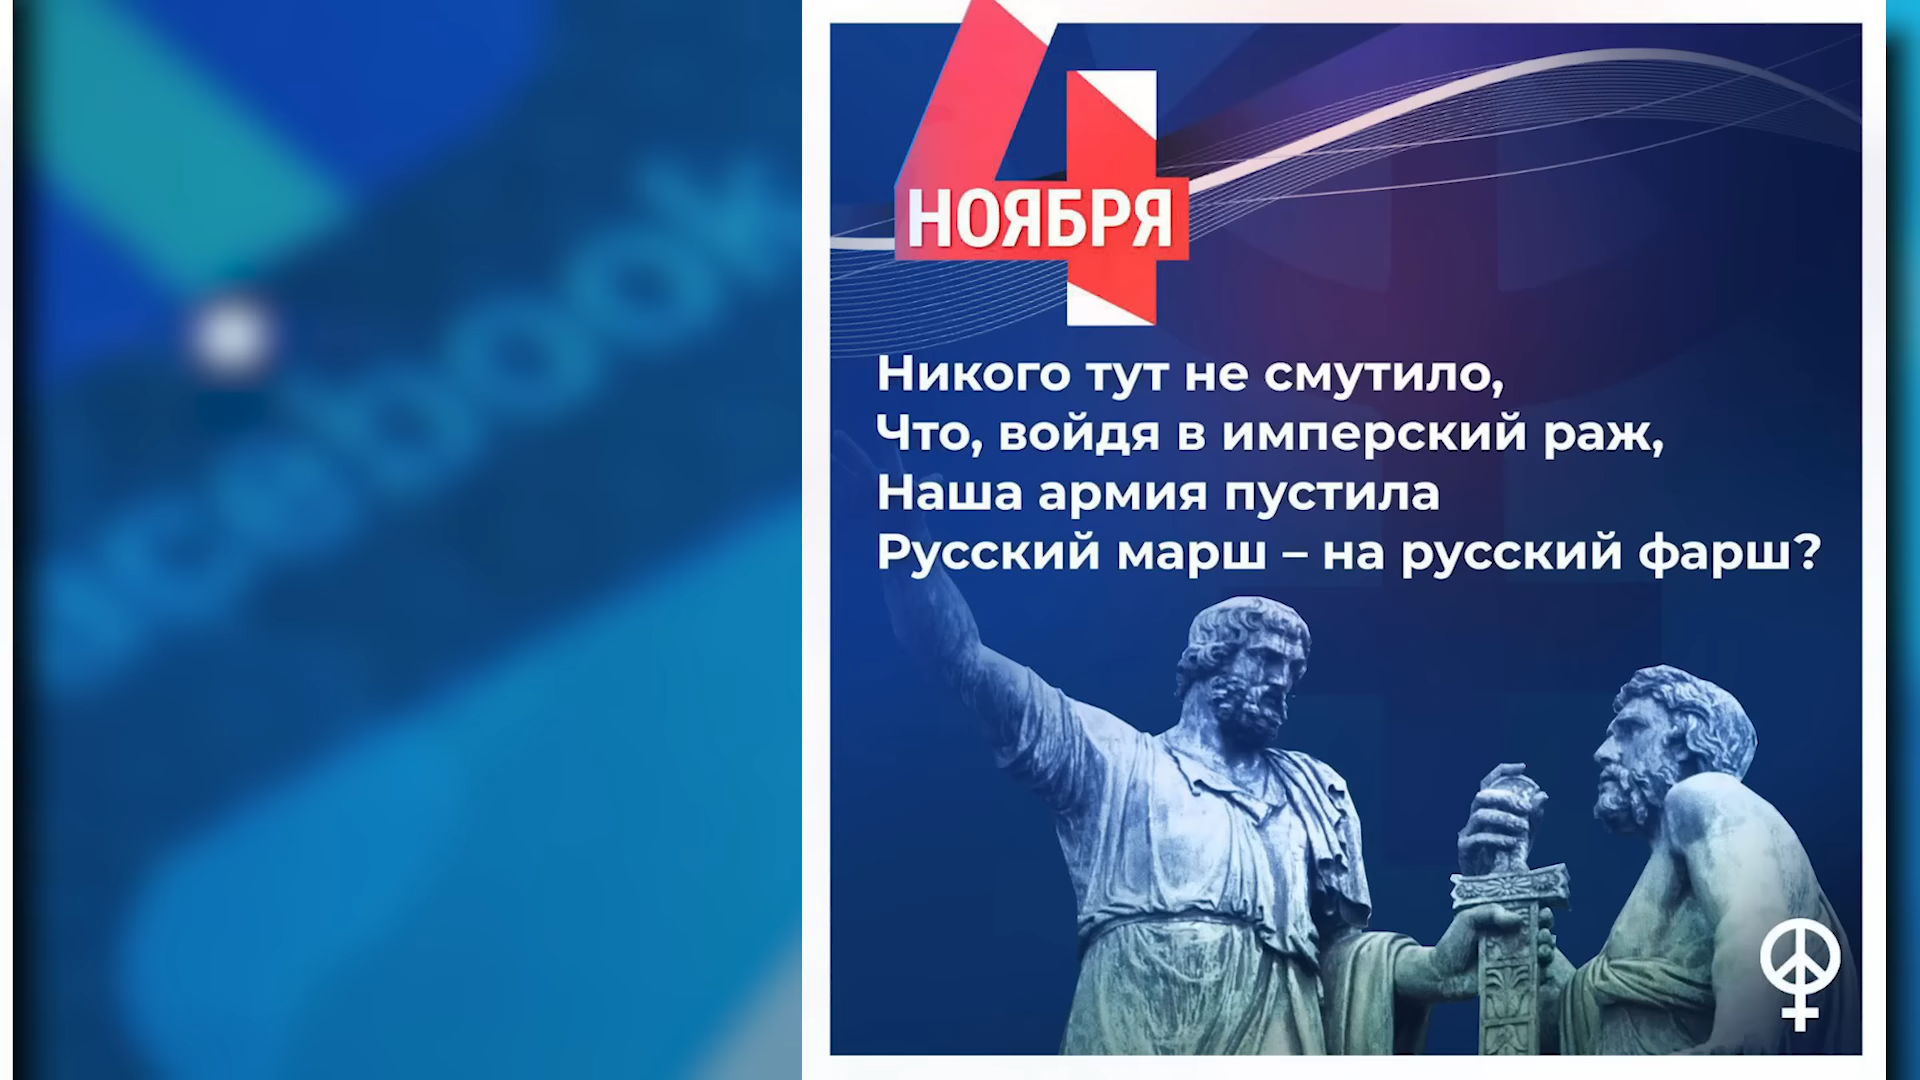 4
НОЯБРЯ
Никого тут не смутило,
Что, войдя в имперский раж,
Наша армия пустила
Русский марш – на русский фарш?